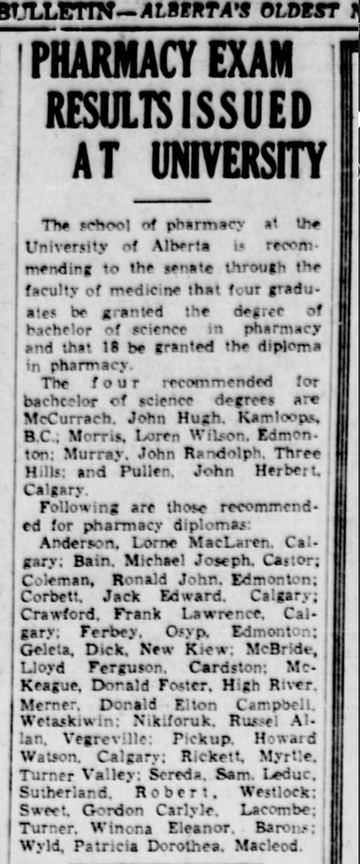 BULLETIN—ALBERTA'S OLDEST
PHARMACY EXAM
RESULTS ISSUED
AT UNIVERSITY
The school of pharmacy at the
University of Alberta is recom-
mending to the senate through the
faculty of medicine that four gradu-
ates be granted the degree of
bachelor of science in pharmacy
and that 18 be granted the diploma
in pharmacy.
The four recommended for
bachcelor of science degrees are
McCurrach, John Hugh, Kamloops,
B.C.; Morris, Loren Wilson, Edmon-
ton; Murray, John Randolph, Three
Hills; and Pullen, John Herbert,
Calgary.
Following are those recommend-
ed for pharmacy diplomas:
Anderson, Lorne MacLaren, Cal-
gary; Bain, Michael Joseph, Castor;
Coleman, Ronald John, Edmonton;
Corbett, Jack Edward, Calgary;
Crawford, Frank Lawrence, Cal-
gary; Ferbey, Osyp, Edmonton;
Geleta, Dick, New Kiew; McBride,
Lloyd Ferguson, Cardston; Mc-
Keague, Donald Foster, High River,
Merner, Donald Elton Campbell,
Wetaskiwin; Nikiforuk, Russel Al-
lan, Vegreville; Pickup, Howard
Watson, Calgary; Rickett, Myrtle,
Turner Valley; Sereda, Sam, Leduc,
Sutherland, Robert, Westlock;
Sweet, Gordon Carlyle, Lacombe;
Turner, Winona Eleanor, Barons;
Wyld, Patricia Dorothea, Macleod.